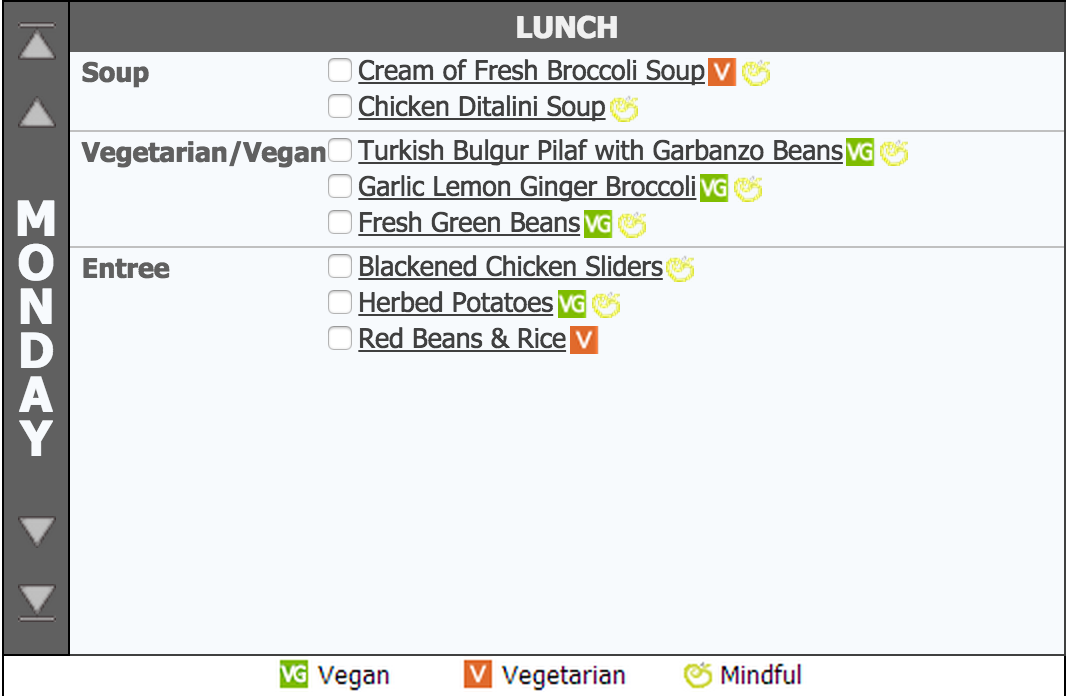 LUNCH
Soup
Cream of Fresh Broccoli Soup V
Chicken Ditalini Soup
Vegetarian/Vegan
Turkish Bulgur Pilaf with Garbanzo Beans VG
Garlic Lemon Ginger Broccoli VG
Fresh Green Beans VG
Entree
Blackened Chicken Sliders
Herbed Potatoes VG
Red Beans & Rice V
MONDAY
VG Vegan V Vegetarian Mindful